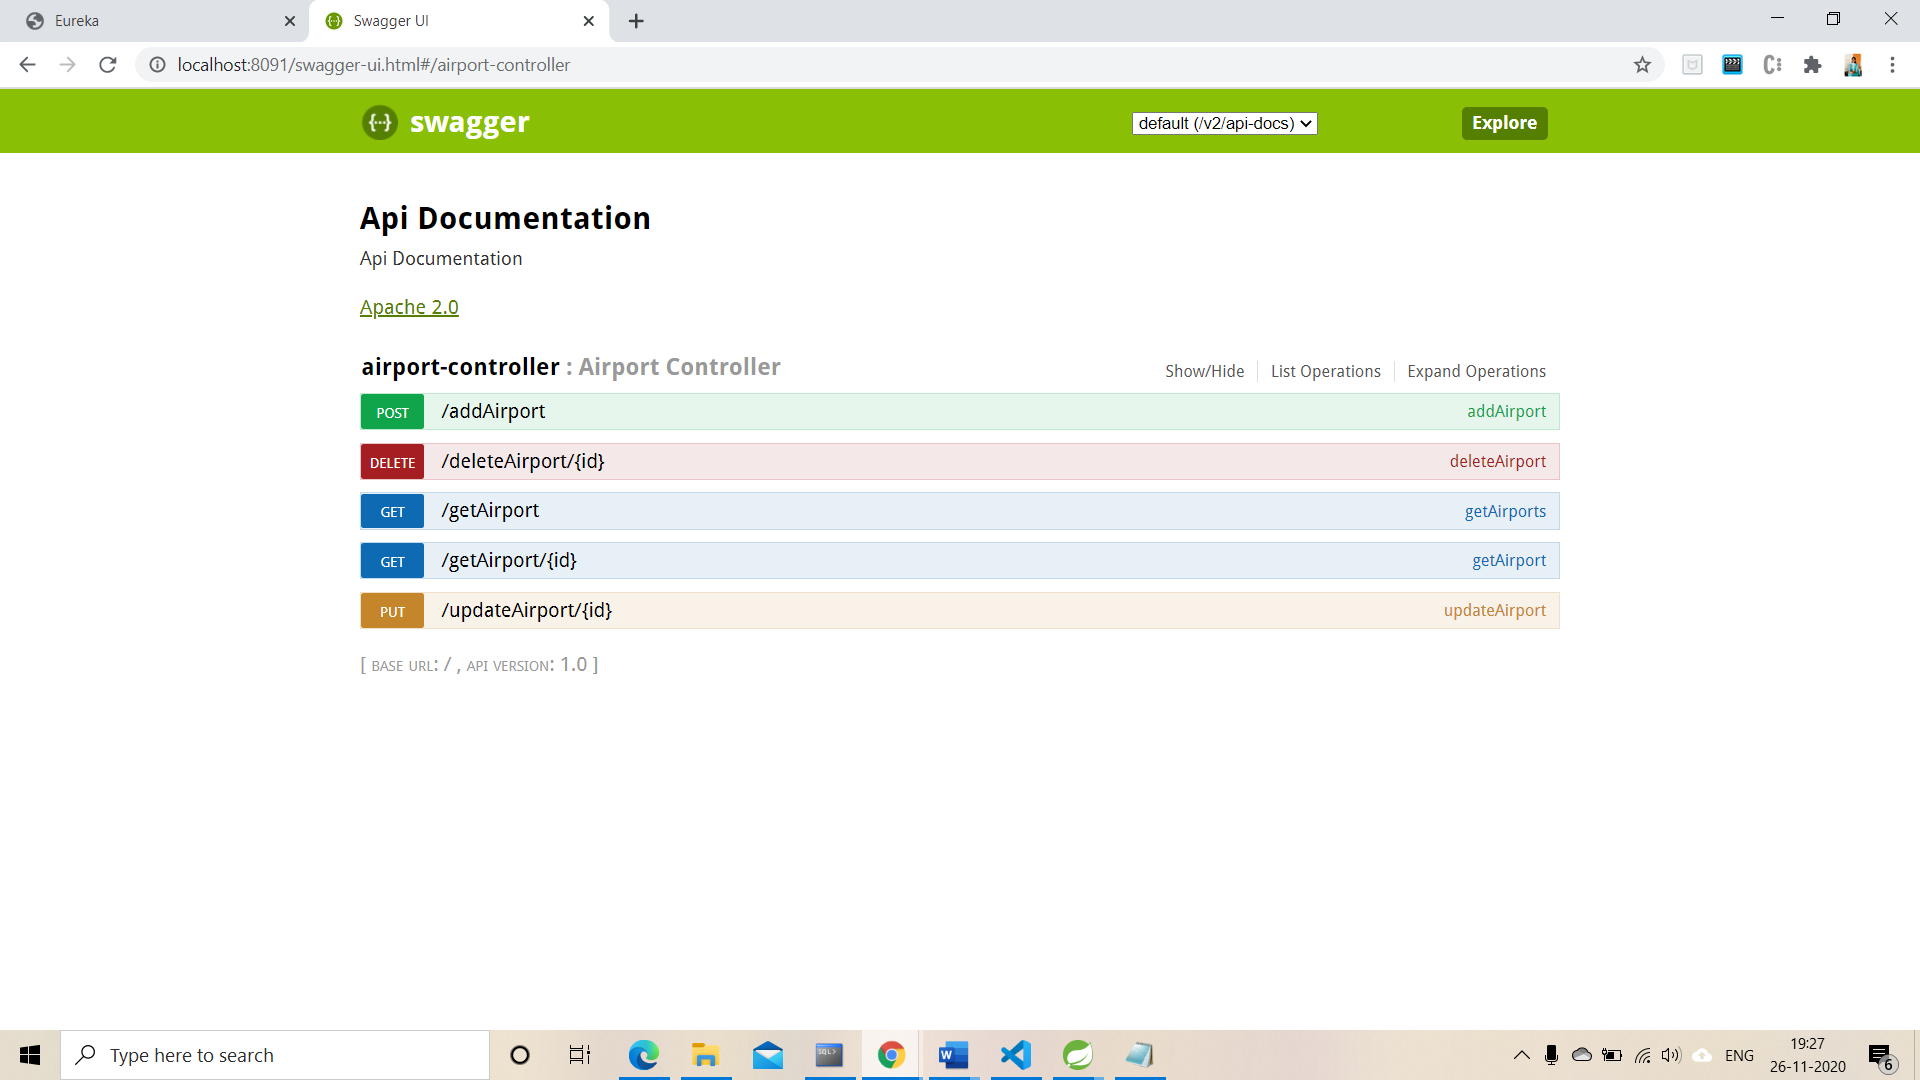 Eureka
Swagger UI
localhost:8091/swagger-ui.html#/airport-controller
{···} swagger
default (/v2/api-docs)
Explore
Api Documentation
Api Documentation
Apache 2.0
airport-controller : Airport Controller
Show/Hide
List Operations
Expand Operations
POST /addAirport addAirport
DELETE /deleteAirport/{id} deleteAirport
GET /getAirport getAirports
GET /getAirport/{id} getAirport
PUT /updateAirport/{id} updateAirport
[ BASE URL: / , API VERSION: 1.0 ]
Type here to search
SQL>
W
ENG
19:27
26-11-2020
6